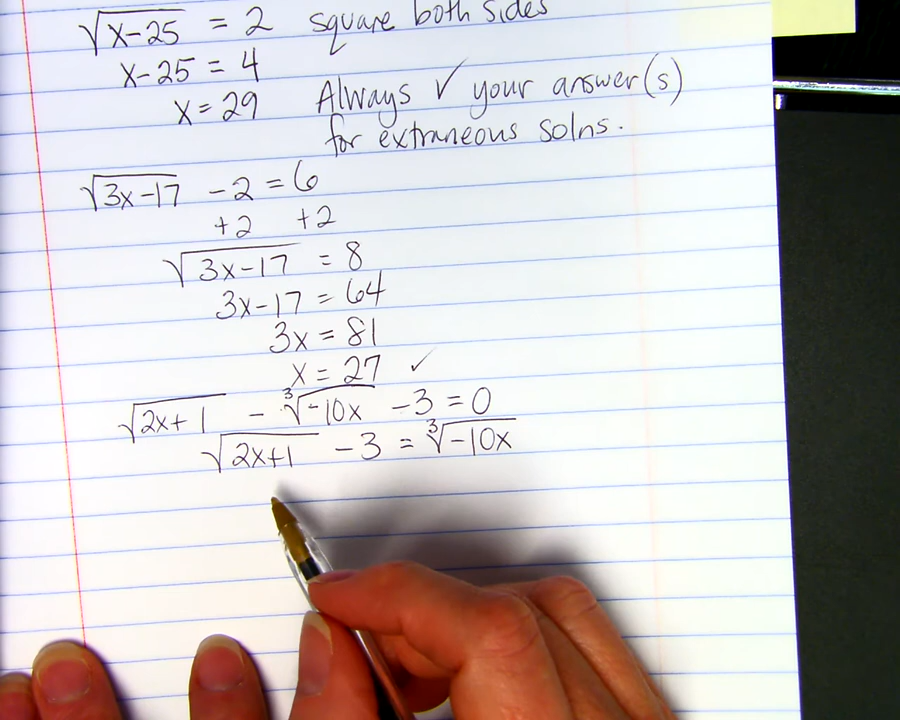 √(x-25) = 2 square both sides
x-25 = 4
x = 29 Always ✓ your answer(s)
for extraneous solns.
√(3x-17) -2 = 6
+2 +2
√(3x-17) = 8
3x-17 = 64
3x = 81
x = 27 ✓
√(2x+1) - ∛(-10x) -3 = 0
√(2x+1) -3 = ∛(-10x)